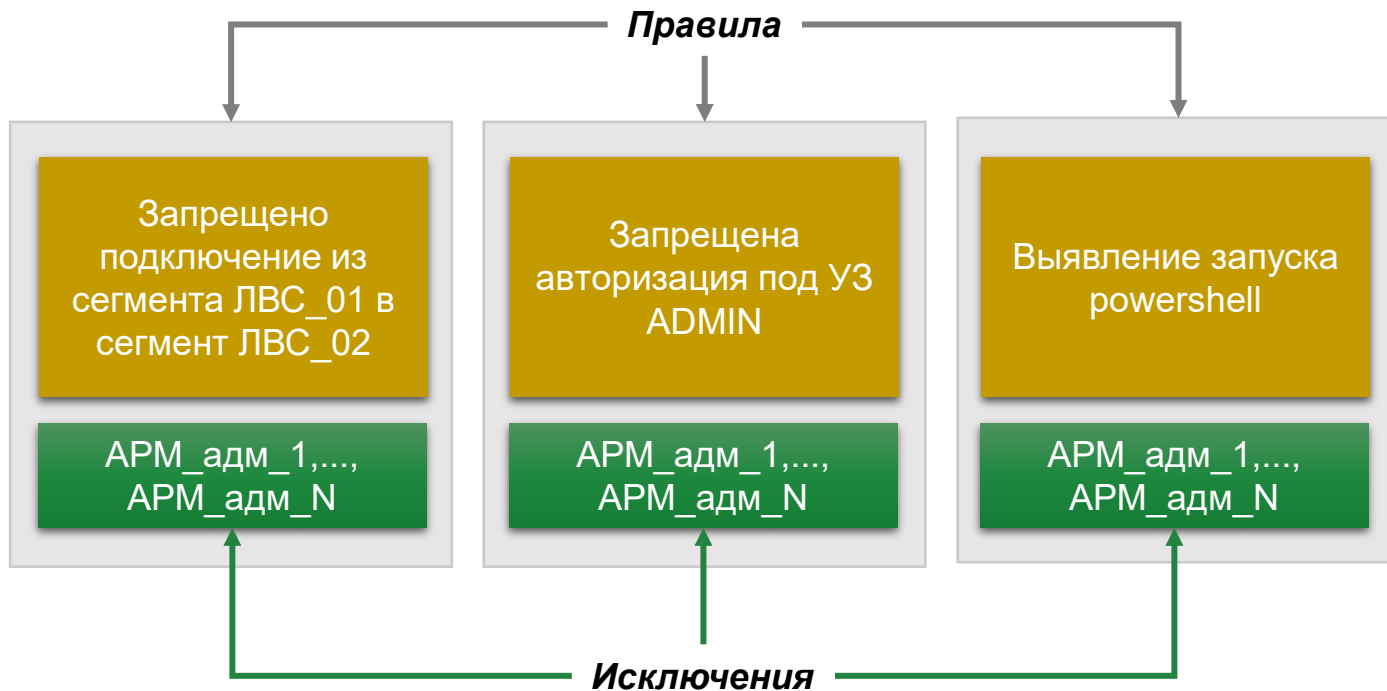 Правила
Запрещено
подключение из
сегмента ЛВС_01 в
сегмент ЛВС_02
Запрещена
авторизация под УЗ
ADMIN
Выявление запуска
powershell
АРМ_адм_1,...,
АРМ_адм_N
АРМ_адм_1,...,
АРМ_адм_N
АРМ_адм_1,...,
АРМ_адм_N
Исключения